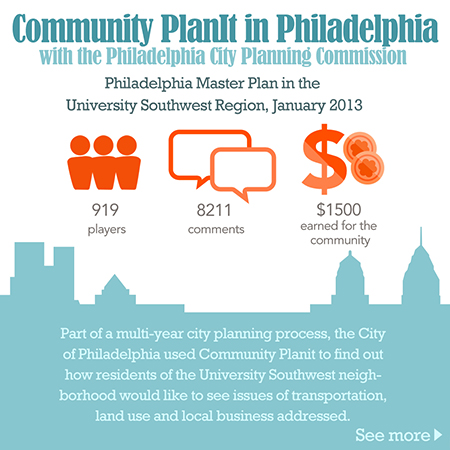 Community PlanIt in Philadelphia
with the Philadelphia City Planning Commission
Philadelphia Master Plan in the
University Southwest Region, January 2013
919
players
8211
comments
$1500
earned for the
community
Part of a multi-year city planning process, the City
of Philadelphia used Community Planit to find out
how residents of the University Southwest neigh-
borhood would like to see issues of transportation,
land use and local business addressed.
See more